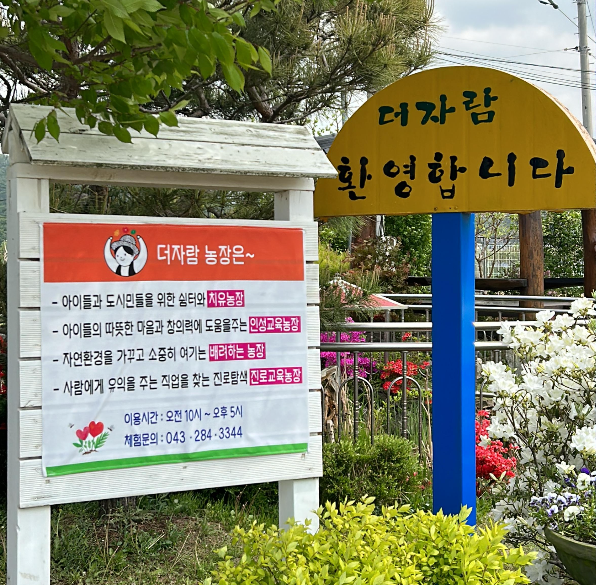 더자람
환영합니다
더자람 농장은~
- 아이들과 도시민들을 위한 쉼터와 치유농장
- 아이들의 따뜻한 마음과 창의력에 도움을주는 인성교육농장
- 자연환경을 가꾸고 소중히 여기는 배려하는 농장
- 사람에게 유익을 주는 직업을 찾는 진로탐색 진로교육농장
이용시간 : 오전 10시 ~ 오후 5시
체험문의 : 043 · 284 · 3344